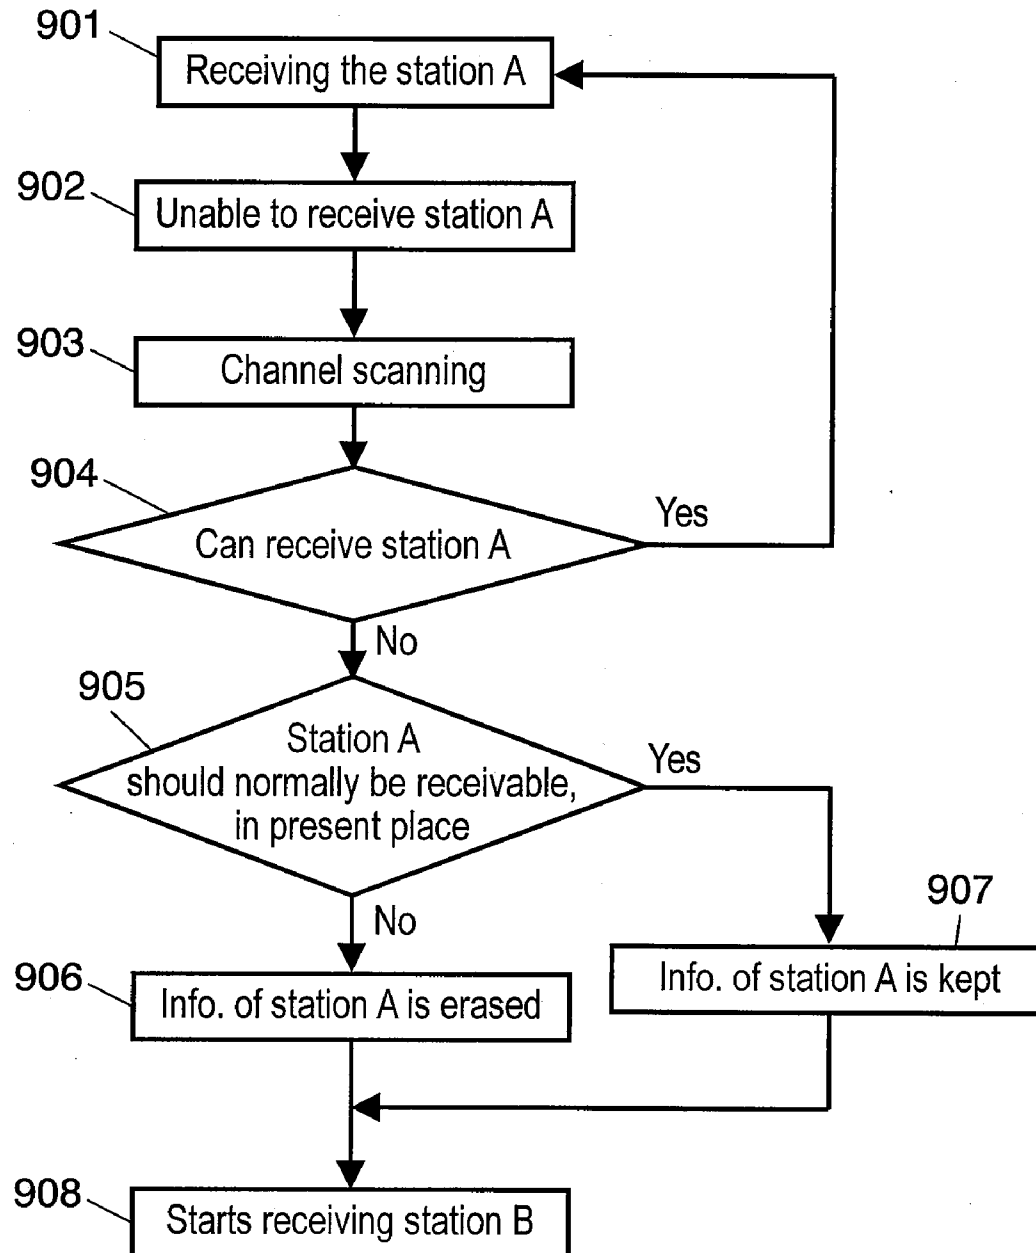 901
Receiving the station A
902
Unable to receive station A
903
Channel scanning
904
Can receive station A
Yes
No
905
Station A
should normally be receivable,
in present place
Yes
No
907
Info. of station A is kept
906
Info. of station A is erased
908
Starts receiving station B